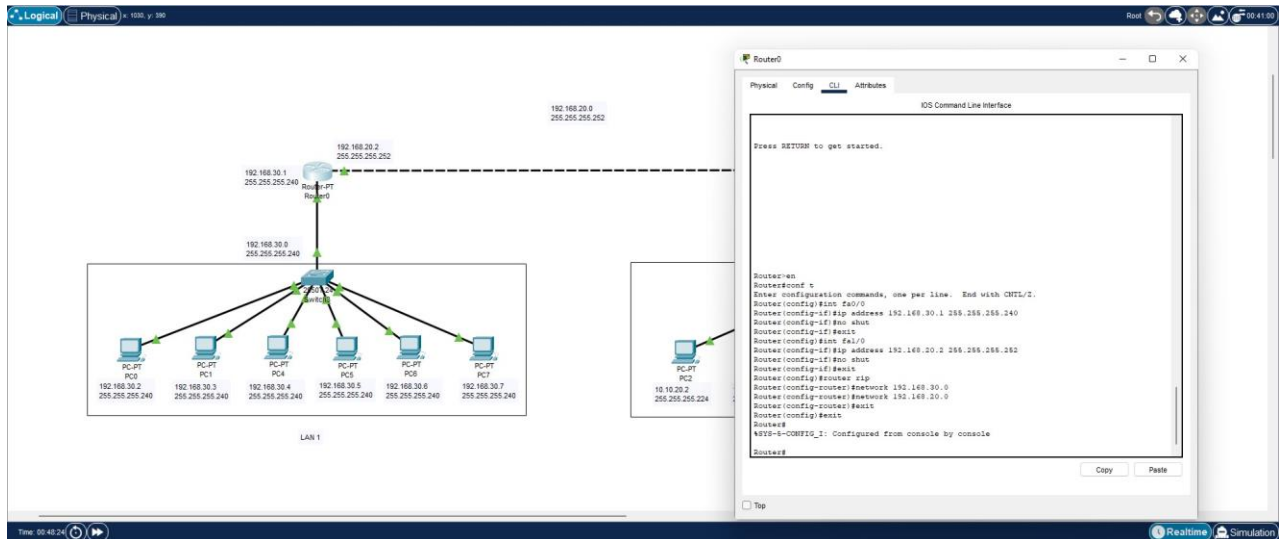 Logical
Physical
x: 1030, y: 390
Root
00:41:00
192.168.20.0
255.255.255.252
192.168.20.2
255.255.255.252
192.168.30.1
255.255.255.240
Router-PT
Router0
192.168.30.0
255.255.255.240
PC-PT
PC0
192.168.30.2
255.255.255.240
PC-PT
PC1
192.168.30.3
255.255.255.240
PC-PT
PC4
192.168.30.4
255.255.255.240
PC-PT
PC5
192.168.30.5
255.255.255.240
PC-PT
PC6
192.168.30.6
255.255.255.240
PC-PT
PC7
192.168.30.7
255.255.255.240
LAN 1
PC-PT
PC2
10.10.20.2
255.255.255.224
Router0
Physical Config CLI Attributes
IOS Command Line Interface
Press RETURN to get started.
Router>en
Router#conf t
Enter configuration commands, one per line. End with CNTL/Z.
Router(config)#int fa0/0
Router(config-if)#ip address 192.168.30.1 255.255.255.240
Router(config-if)#no shut
Router(config-if)#exit
Router(config)#int fa1/0
Router(config-if)#ip address 192.168.20.2 255.255.255.252
Router(config-if)#no shut
Router(config-if)#exit
Router(config)#router rip
Router(config-router)#network 192.168.30.0
Router(config-router)#network 192.168.20.0
Router(config-router)#exit
Router(config)#exit
Router#
%SYS-5-CONFIG_I: Configured from console by console
Router#
Copy Paste
Top
Time: 00:48:24
Realtime
Simulation